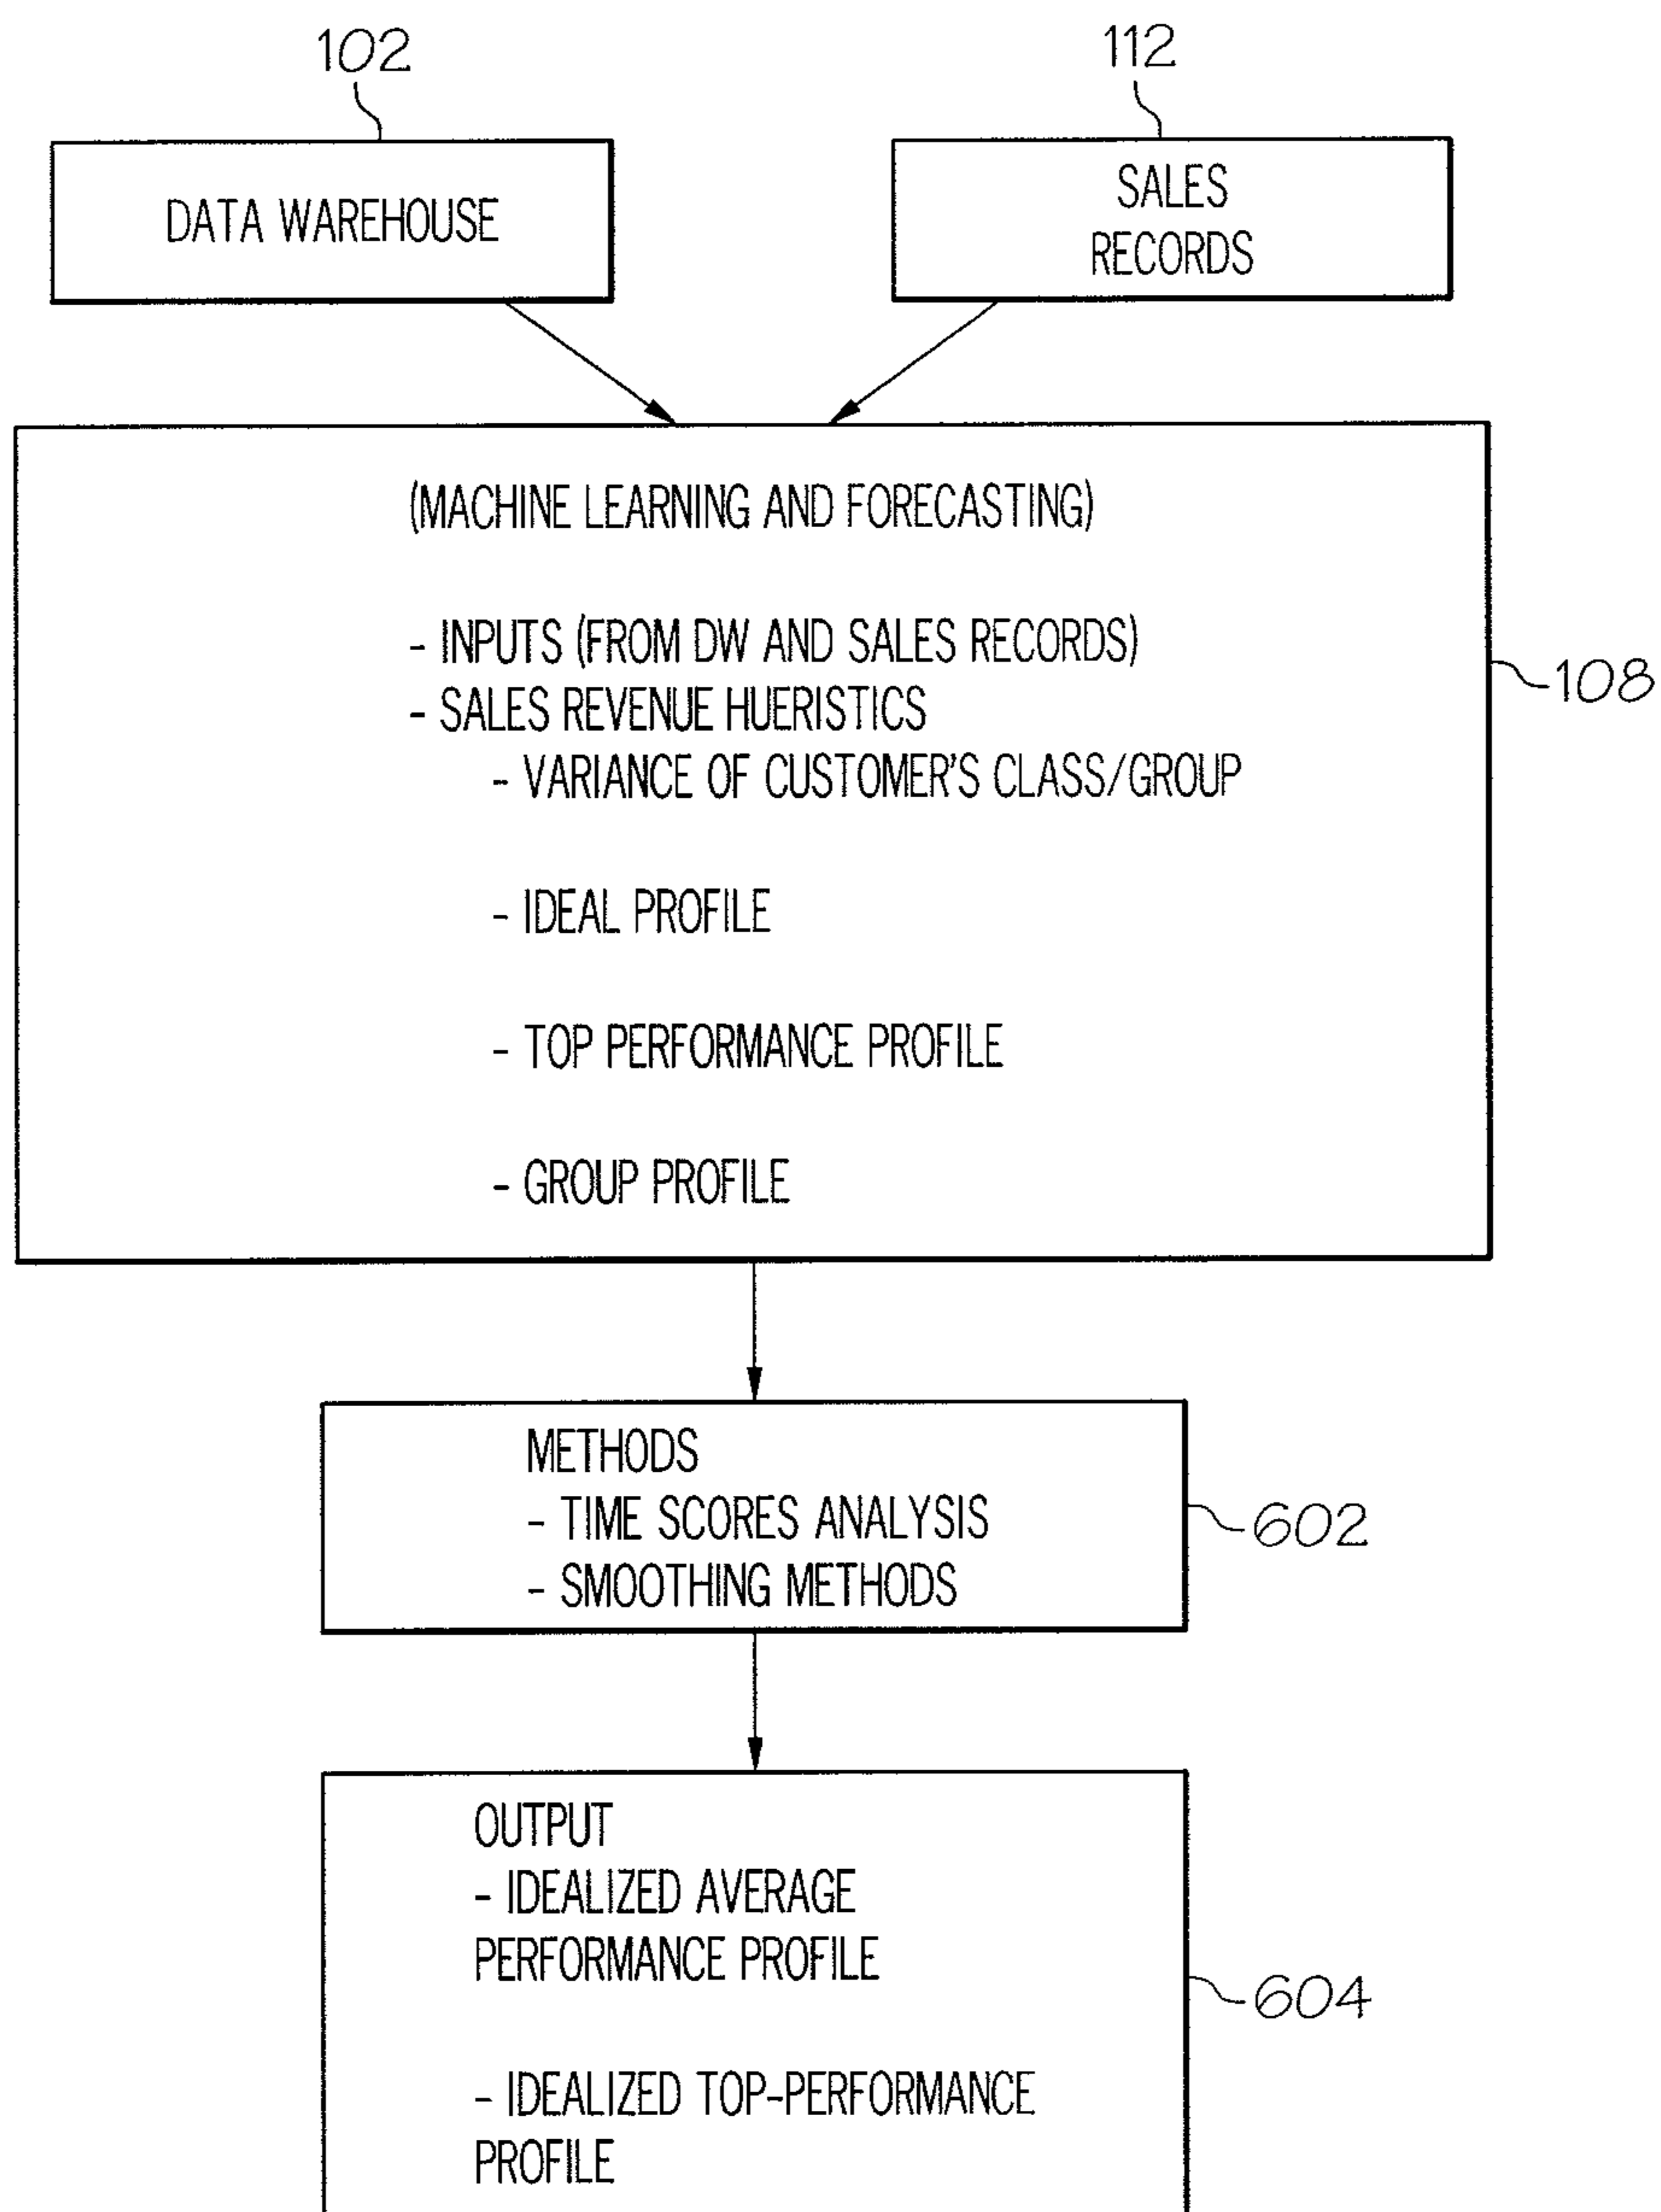 102
112
DATA WAREHOUSE
SALES
RECORDS
(MACHINE LEARNING AND FORECASTING)
- INPUTS (FROM DW AND SALES RECORDS)
- SALES REVENUE HUERISTICS
- VARIANCE OF CUSTOMER'S CLASS/GROUP
108
- IDEAL PROFILE
- TOP PERFORMANCE PROFILE
- GROUP PROFILE
METHODS
- TIME SCORES ANALYSIS
- SMOOTHING METHODS
602
OUTPUT
- IDEALIZED AVERAGE
PERFORMANCE PROFILE
604
- IDEALIZED TOP-PERFORMANCE
PROFILE